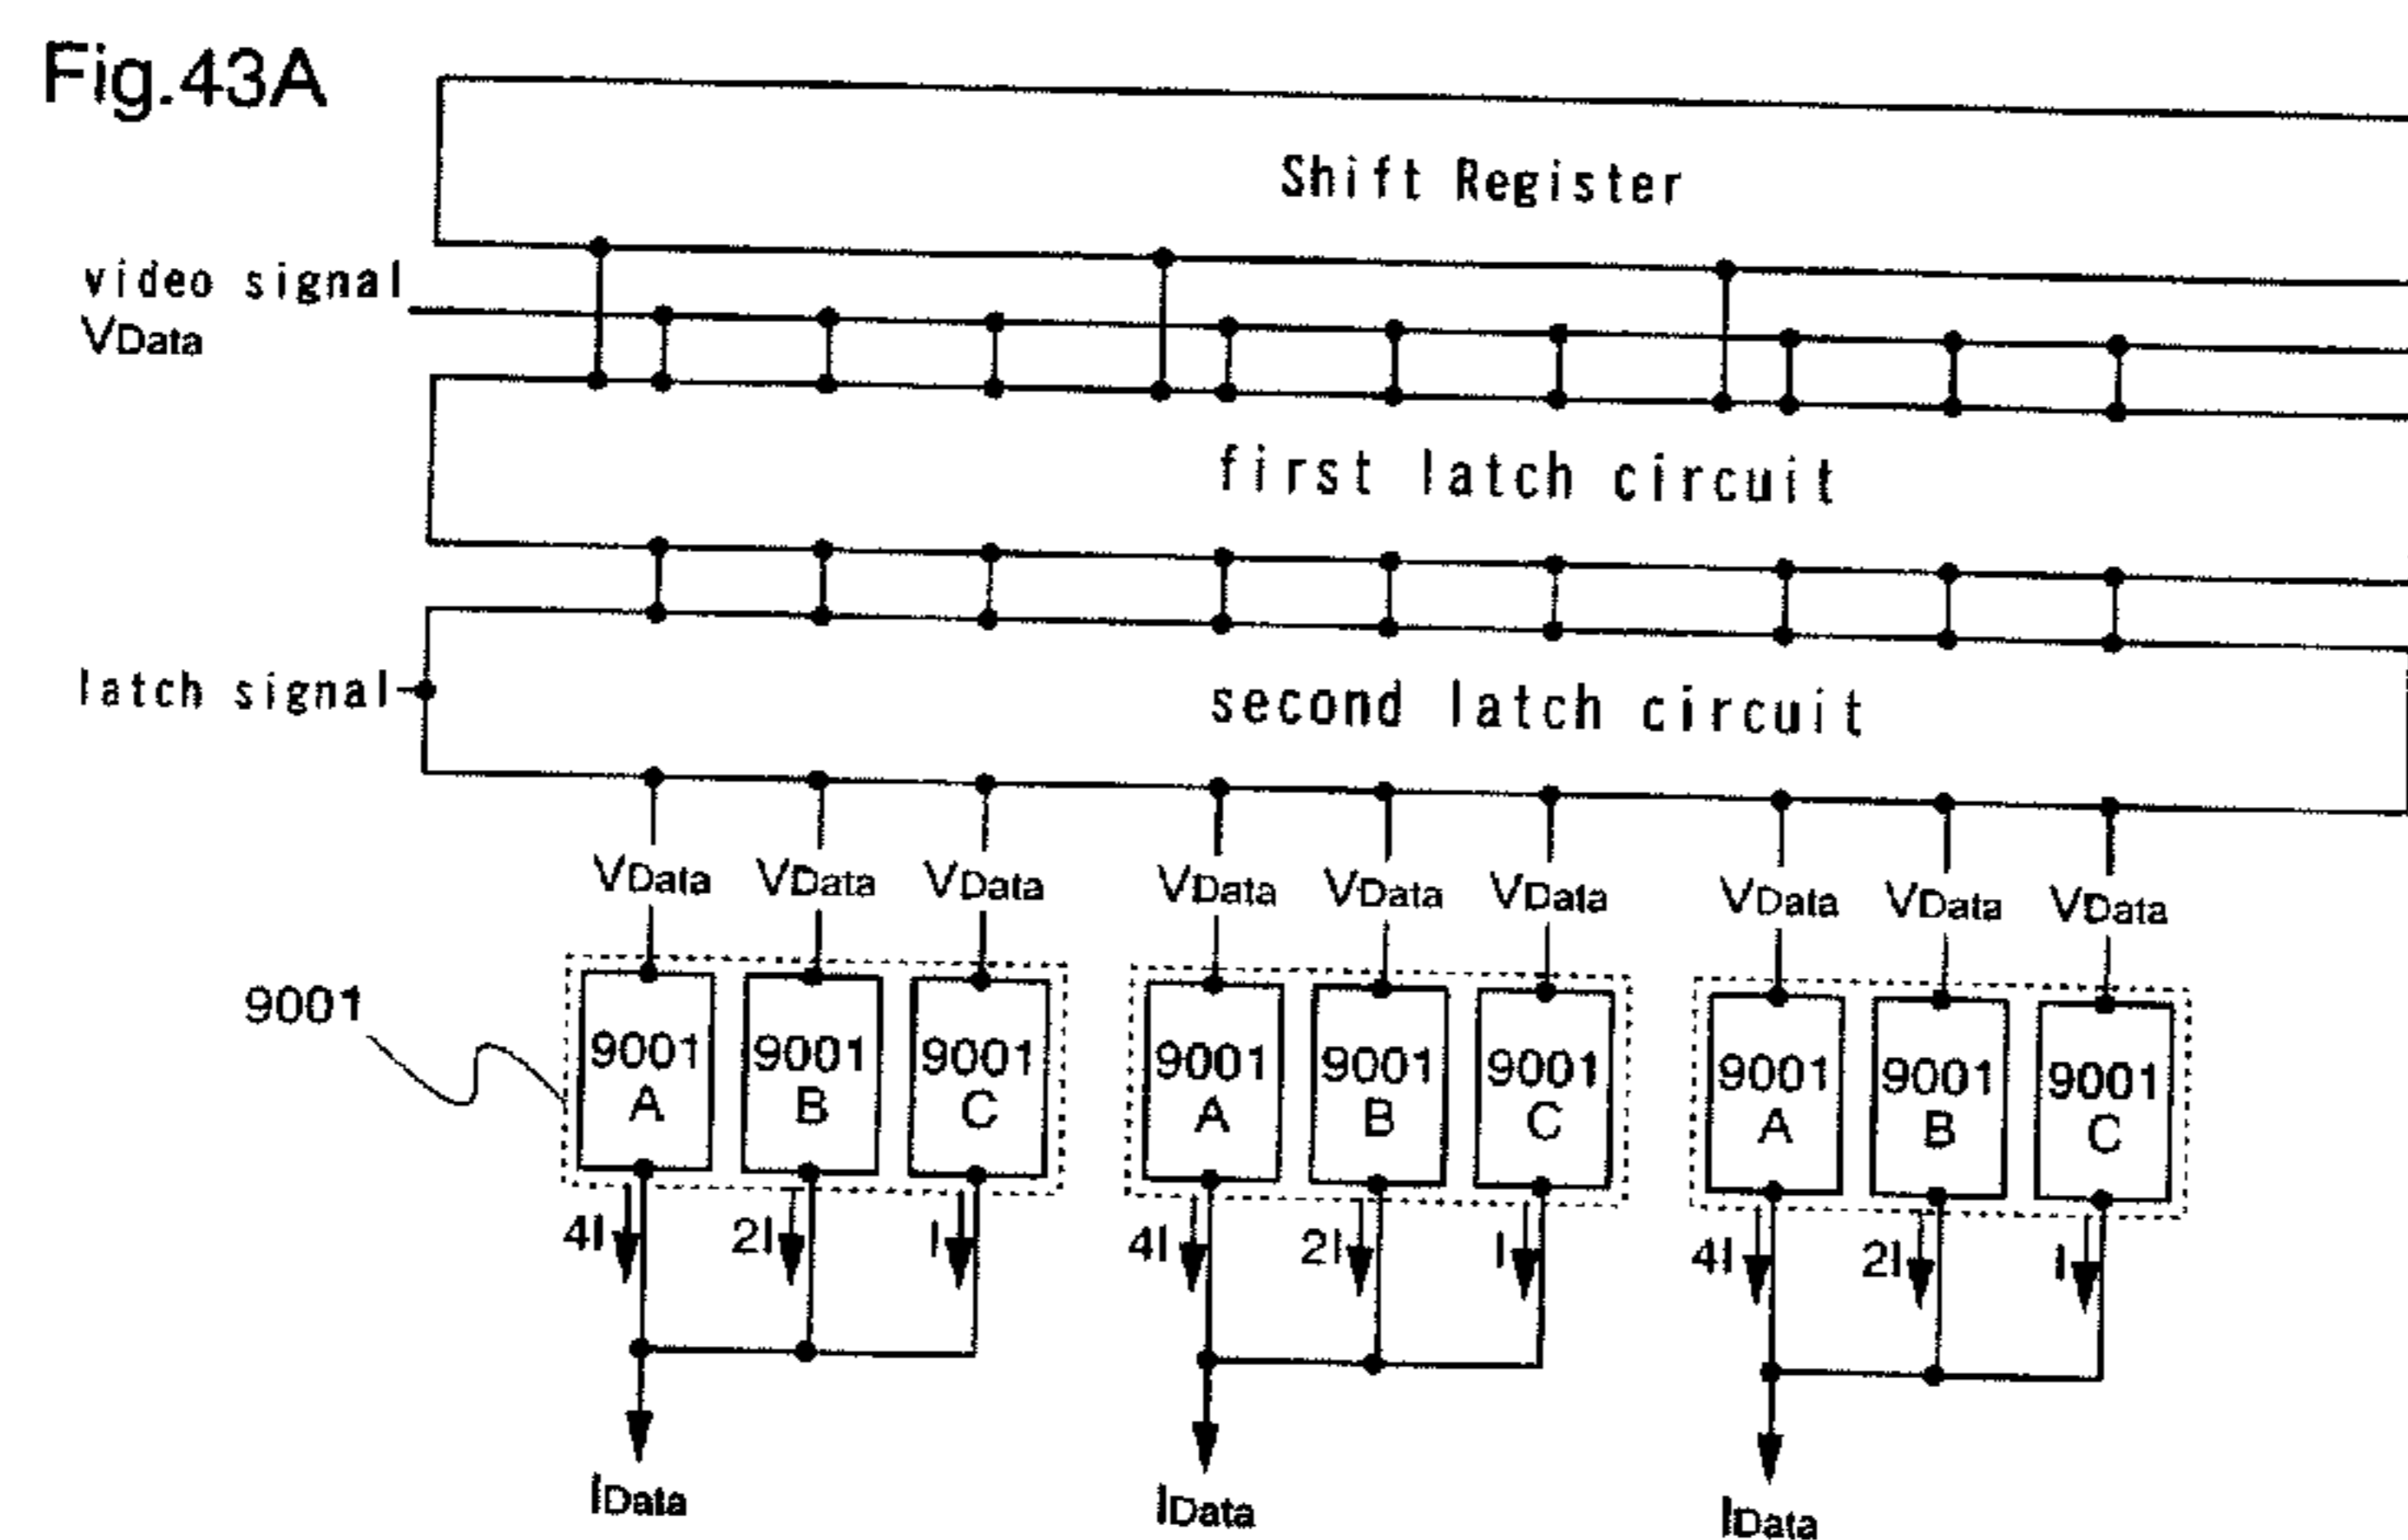 Fig.43A
Shift Register
video signal
VData
first latch circuit
latch signal
second latch circuit
VData VData VData VData VData VData VData VData VData
9001
9001 A 9001 B 9001 C 9001 A 9001 B 9001 C 9001 A 9001 B 9001 C
4I 2I I 4I 2I I 4I 2I I
IData IData IData